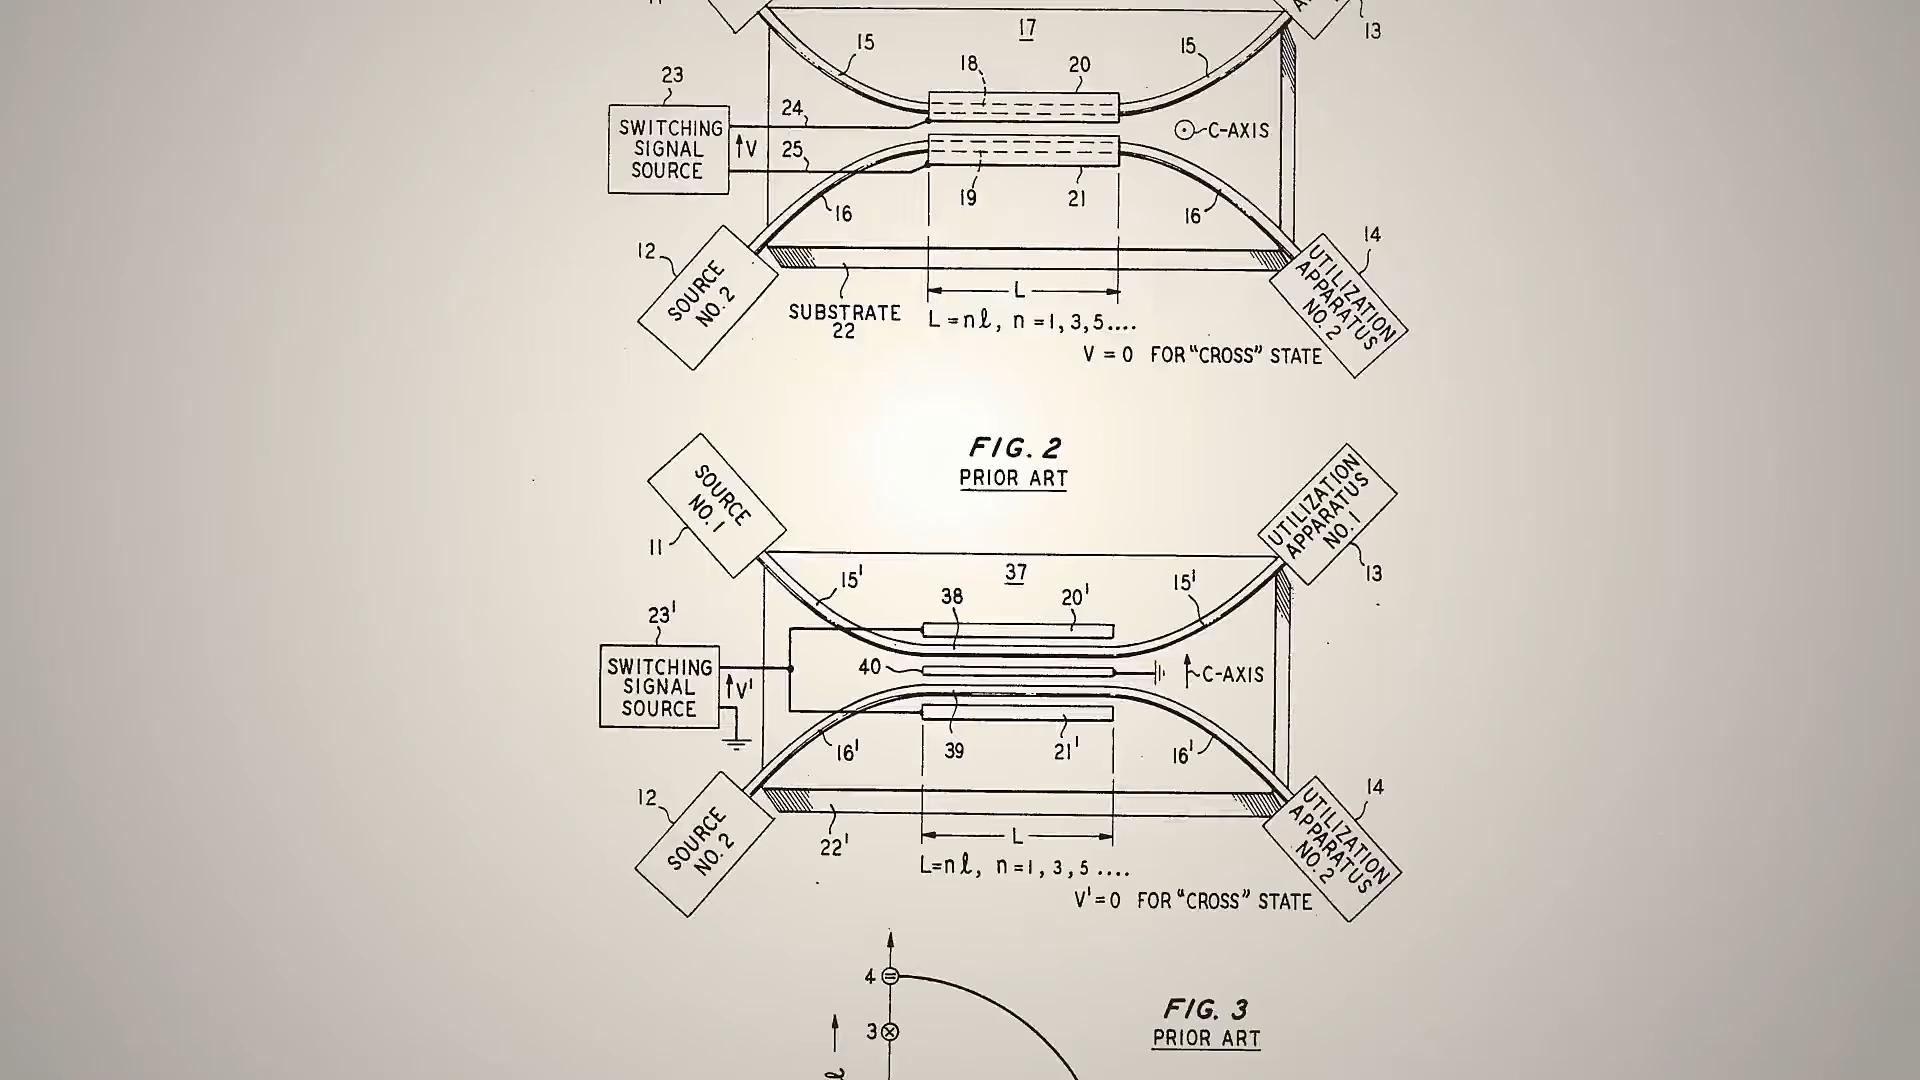 11
13
17
15
15
18
20
23
24
SWITCHING
SIGNAL
SOURCE
V
C-AXIS
25
19
21
16
16
12
14
SOURCE
NO. 2
UTILIZATION
APPARATUS
NO. 2
L
SUBSTRATE
22
L=nℓ, n=1,3,5....
V=0 FOR "CROSS" STATE
FIG. 2
PRIOR ART
SOURCE
NO. 1
UTILIZATION
APPARATUS
NO. 1
11
13
37
15'
15'
38
20'
23'
SWITCHING
SIGNAL
SOURCE
V'
40
C-AXIS
16'
39
21'
16'
12
14
SOURCE
NO. 2
UTILIZATION
APPARATUS
NO. 2
22'
L
L=nℓ, n=1,3,5....
V'=0 FOR "CROSS" STATE
4
FIG. 3
PRIOR ART
3
ℓ